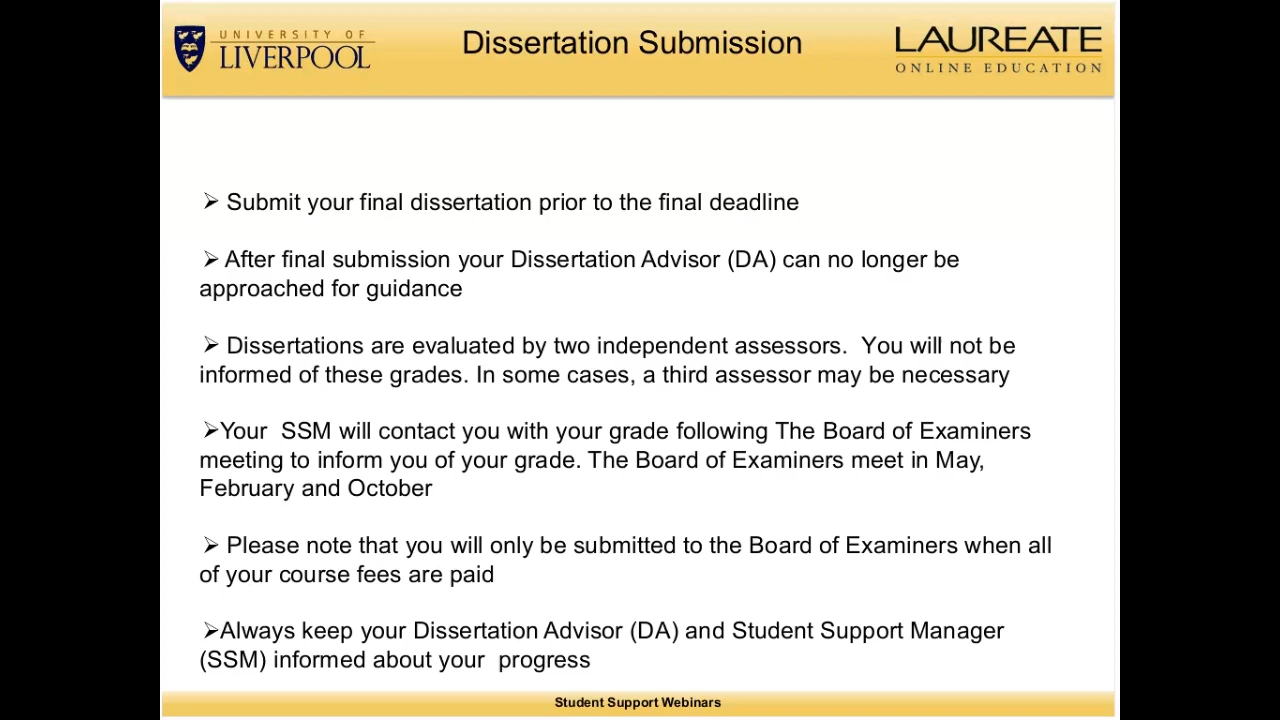 UNIVERSITY OF
LIVERPOOL
Dissertation Submission
LAUREATE
ONLINE EDUCATION
➢ Submit your final dissertation prior to the final deadline
➢ After final submission your Dissertation Advisor (DA) can no longer be
approached for guidance
➢ Dissertations are evaluated by two independent assessors.  You will not be
informed of these grades. In some cases, a third assessor may be necessary
➢Your  SSM will contact you with your grade following The Board of Examiners
meeting to inform you of your grade. The Board of Examiners meet in May,
February and October
➢ Please note that you will only be submitted to the Board of Examiners when all
of your course fees are paid
➢Always keep your Dissertation Advisor (DA) and Student Support Manager
(SSM) informed about your  progress
Student Support Webinars